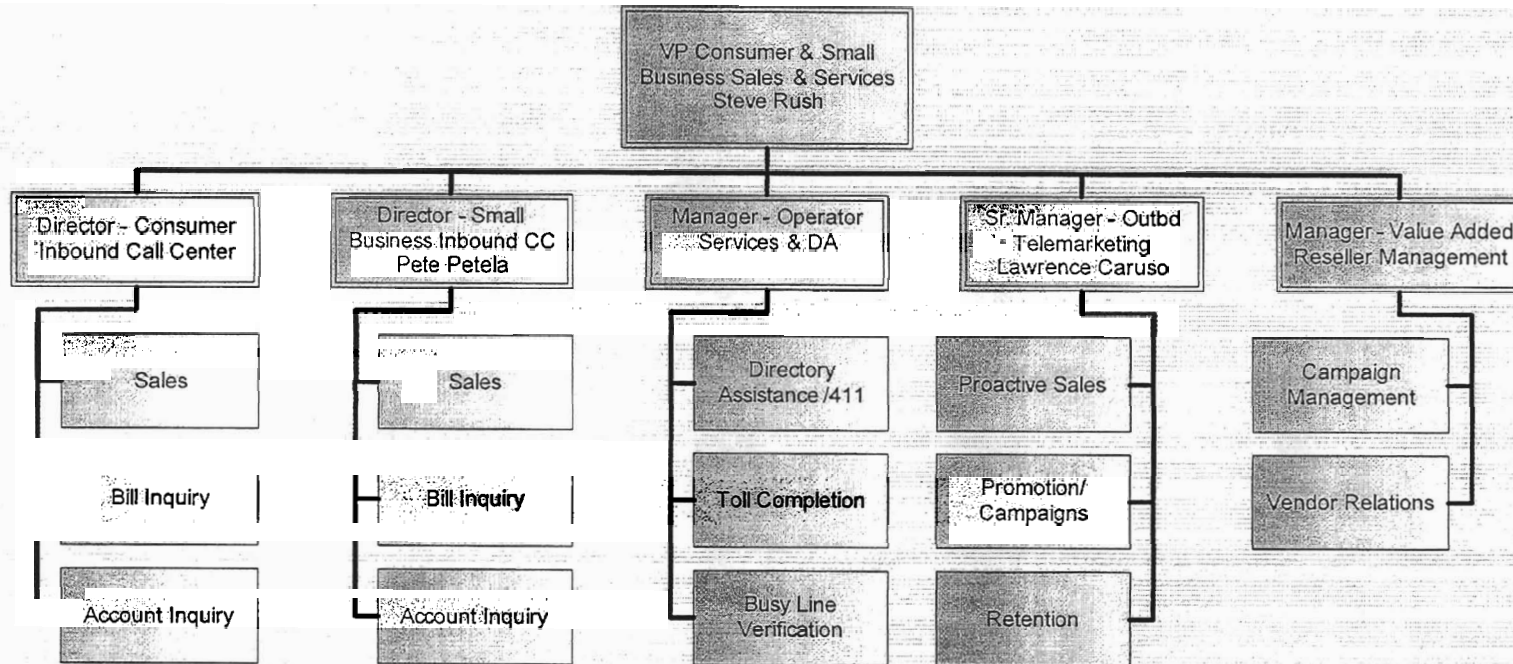 VP Consumer & Small
Business Sales & Services
Steve Rush
Director - Consumer
Inbound Call Center
Director - Small
Business Inbound CC
Pete Petela
Manager - Operator
Services & DA
Sr. Manager - Outbd
Telemarketing
Lawrence Caruso
Manager - Value Added
Reseller Management
Sales
Sales
Directory
Assistance /411
Proactive Sales
Campaign
Management
Bill Inquiry
Bill Inquiry
Toll Completion
Promotion/
Campaigns
Vendor Relations
Account Inquiry
Account Inquiry
Busy Line
Verification
Retention